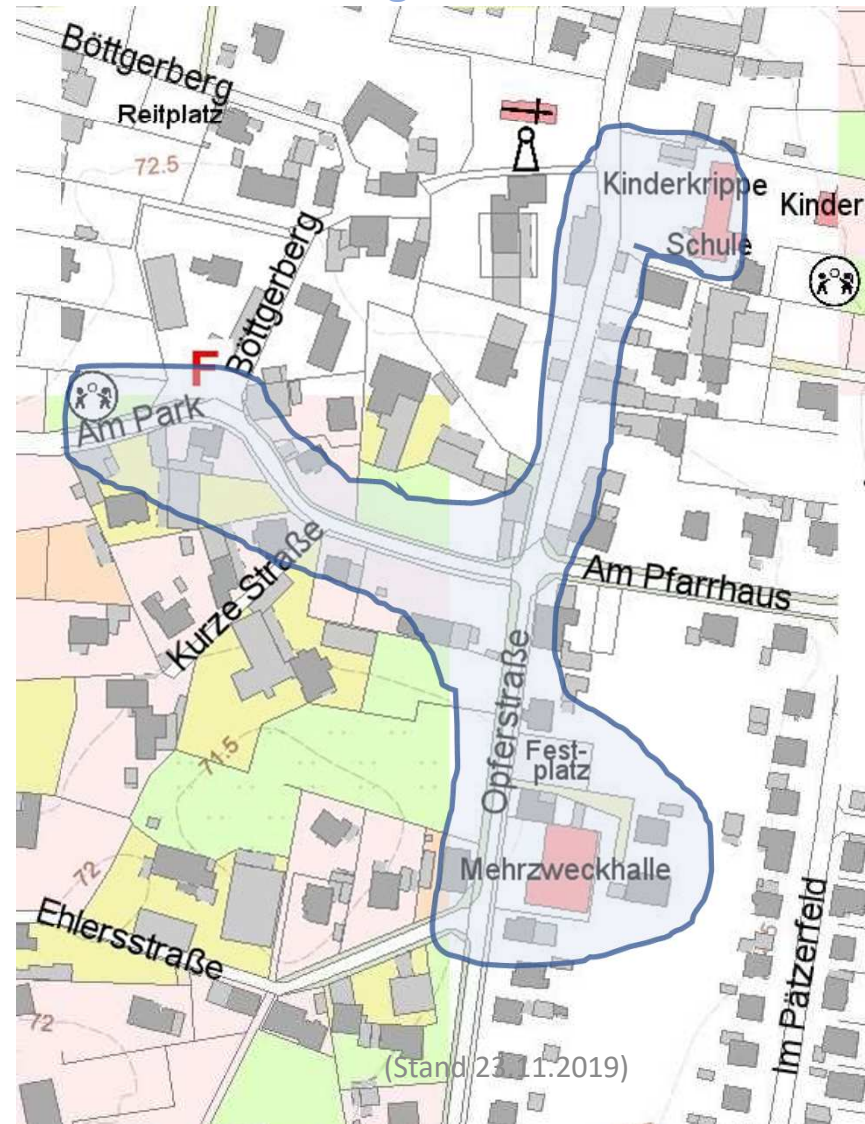 Böttgerberg
Reitplatz
72.5
Kinderkrippe
Kinder
Schule
Böttgerberg
F
Am Park
Am Pfarrhaus
Kurze Straße
Opferstraße
Fest-
platz
71.5
Mehrzweckhalle
72
Ehlersstraße
Im Pätzerfeld
72
(Stand 23.11.2019)